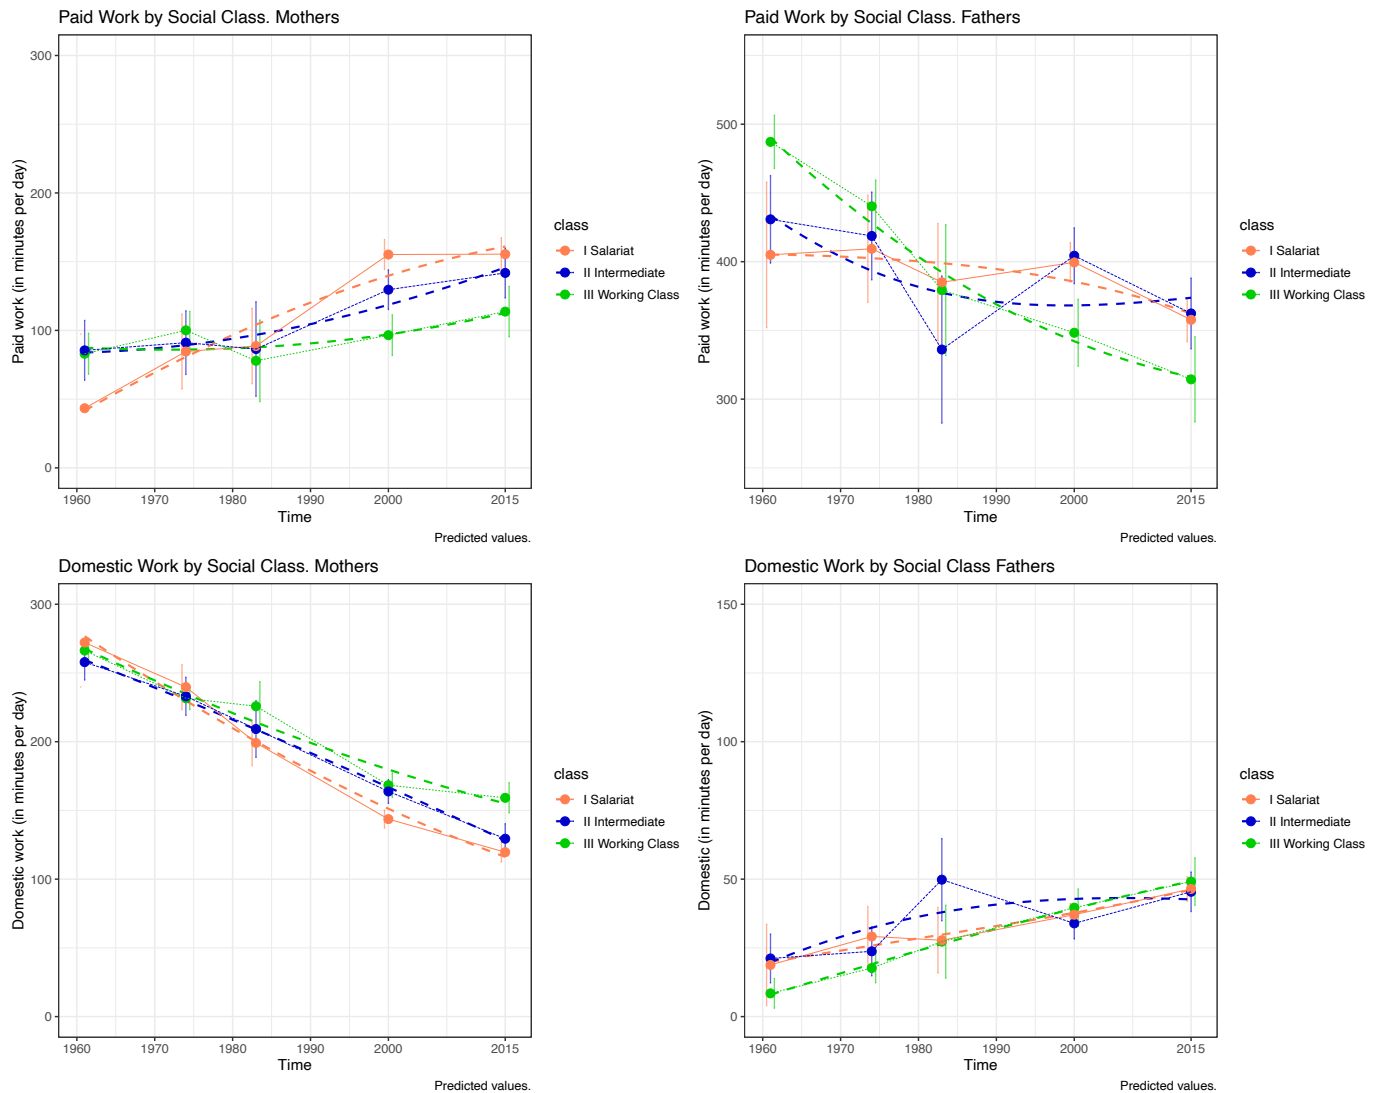 Paid Work by Social Class. Mothers
Paid work (in minutes per day)
300
200
100
0
1960 1970 1980 1990 2000 2015
Time
Predicted values.
class
I Salariat
II Intermediate
III Working Class
Paid Work by Social Class. Fathers
Paid work (in minutes per day)
500
400
300
1960 1970 1980 1990 2000 2015
Time
Predicted values.
class
I Salariat
II Intermediate
III Working Class
Domestic Work by Social Class. Mothers
Domestic work (in minutes per day)
300
200
100
0
1960 1970 1980 1990 2000 2015
Time
Predicted values.
class
I Salariat
II Intermediate
III Working Class
Domestic Work by Social Class Fathers
Domestic (in mnutes per day)
150
100
50
0
1960 1970 1980 1990 2000 2015
Time
Predicted values.
class
I Salariat
II Intermediate
III Working Class